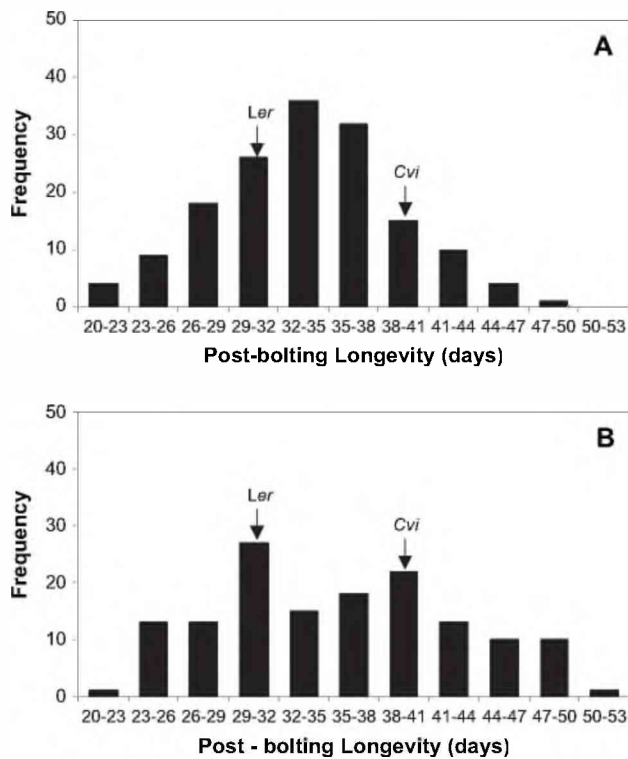 50
A
40
Ler
30
Cvi
20
10
0
Frequency
20-23 23-26 26-29 29-32 32-35 35-38 38-41 41-44 44-47 47-50 50-53
Post-bolting Longevity (days)
50
B
40
Ler
30
Cvi
20
10
0
Frequency
20-23 23-26 26-29 29-32 32-35 35-38 38-41 41-44 44-47 47-50 50-53
Post - bolting Longevity (days)